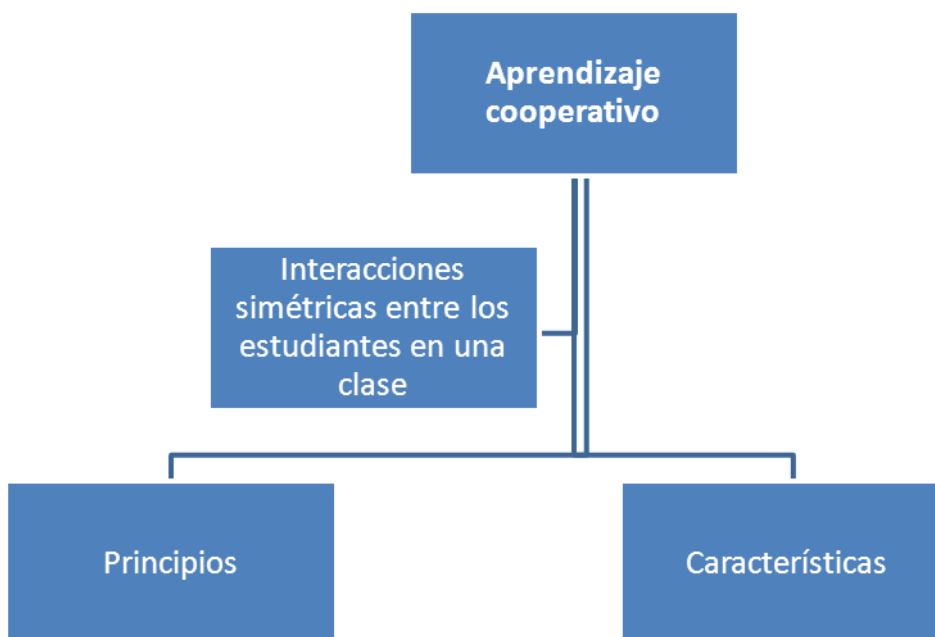 Aprendizaje
cooperativo
Interacciones
simétricas entre los
estudiantes en una
clase
Principios
Características